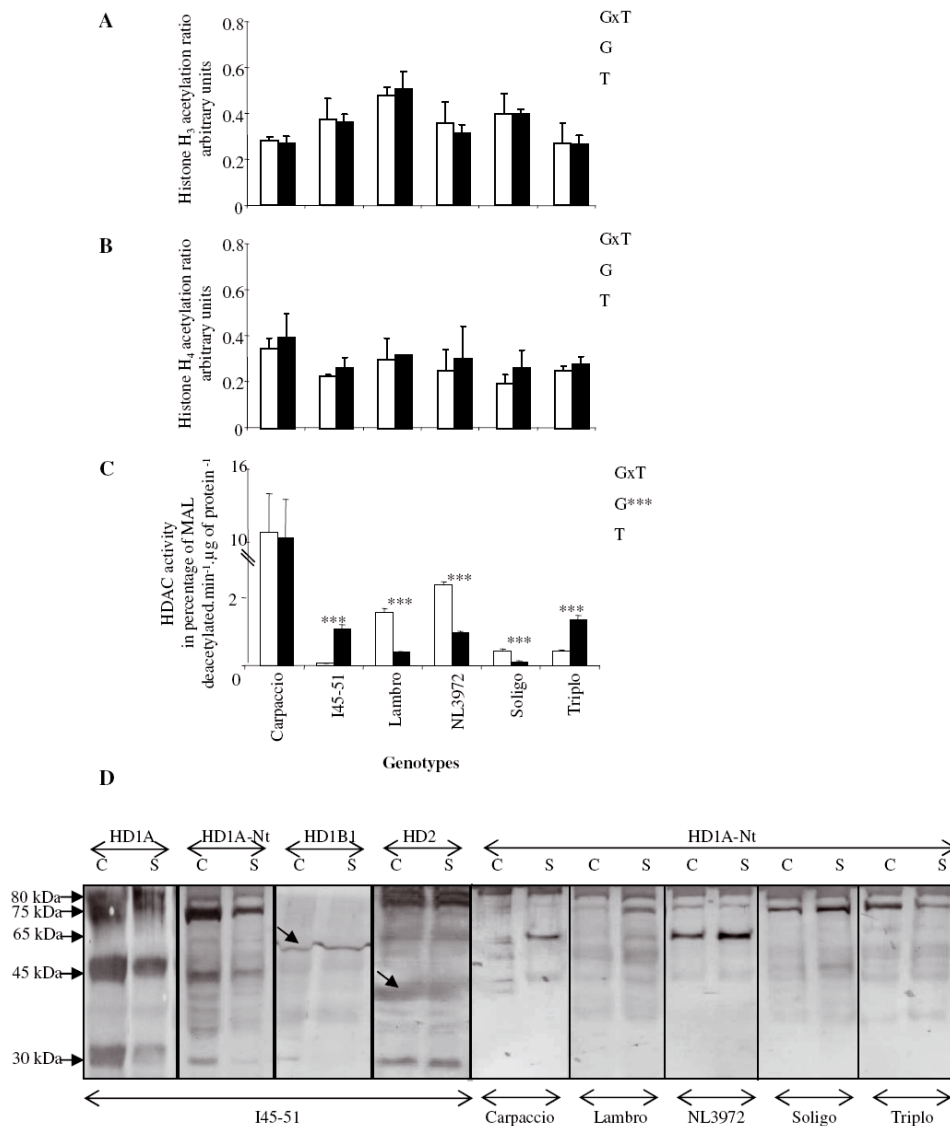 A
Histone H3 acetylation ratio
arbitrary units
0.8
0.6
0.4
0.2
0
GxT
G
T
B
Histone H4 acetylation ratio
arbitrary units
0.8
0.6
0.4
0.2
0
GxT
G
T
C
HDAC activity
in percentage of MAL
deacetylated.min-1.µg of protein-1
16
10
2
0
***
***
***
***
***
GxT
G***
T
Carpaccio
I45-51
Lambro
NL3972
Soligo
Triplo
Genotypes
D
HD1A HD1A-Nt HD1B1 HD2 HD1A-Nt
C S C S C S C S C S C S C S C S C S
80 kDa
75 kDa
65 kDa
45 kDa
30 kDa
I45-51 Carpaccio Lambro NL3972 Soligo Triplo